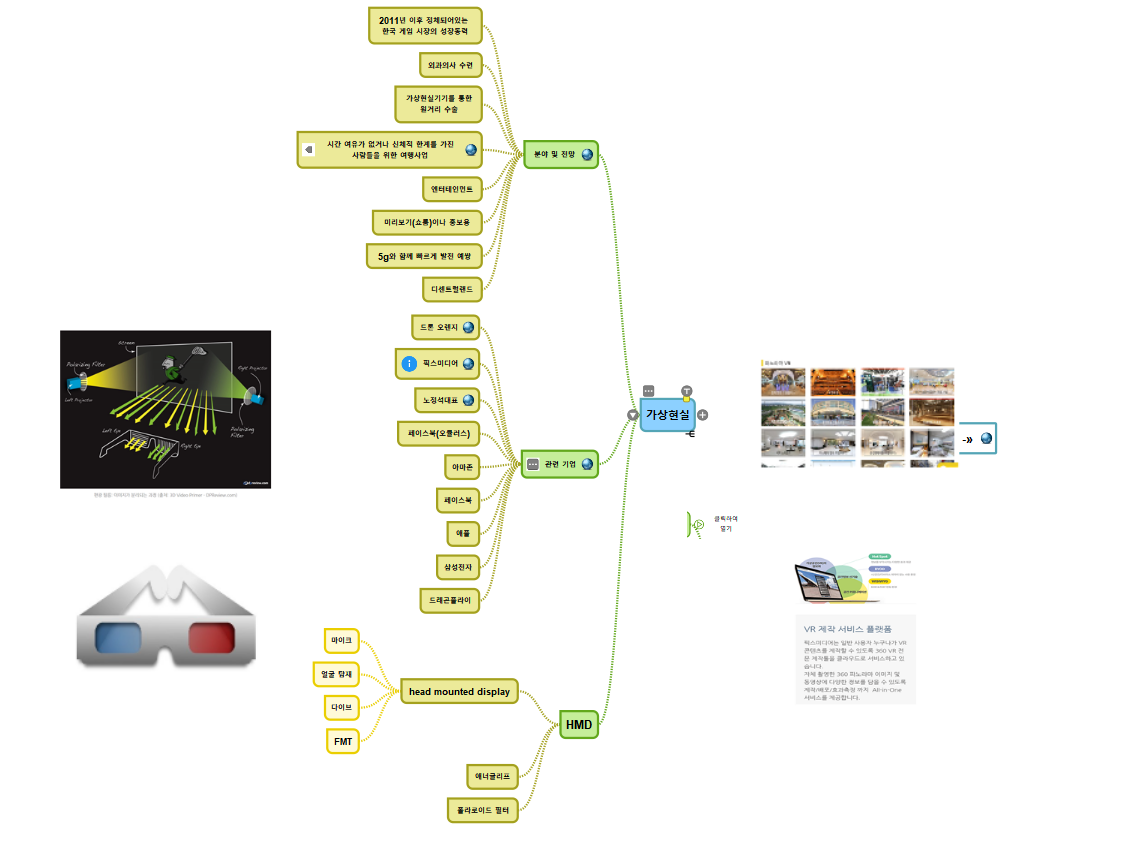 2011년 이후 정체되어있는
한국 게임 시장의 성장동력
외과의사 수련
가상현실기기를 통한
원거리 수술
시간 여유가 없거나 신체적 한계를 가진
사람들을 위한 여행사업
엔터테인먼트
미리보기(쇼룸)이나 홍보용
5g와 함께 빠르게 발전 예쌍
디센트럴랜드
분야 및 전망
드론 오렌지
픽스미디어
노정석대표
페이스북(오큘러스)
아마존
페이스북
애플
삼성전자
드레곤플라이
관련 기업
가상현실
마이크
얼굴 탑재
다이브
FMT
head mounted display
HMD
애너글리프
폴라로이드 필터
Screen
Polarizing Filter
Left Projector
Right Projector
Polarizing
Filter
Left Eye
Right Eye
파노라마 VR
-»
클릭하여
열기
VR 제작 서비스 플랫폼
픽스미디어는 일반 사용자 누구나가 VR
콘텐츠를 제작할 수 있도록 360 VR 전
문 제작툴을 클라우드로 서비스하고 있
습니다.
자체 촬영한 360 파노라마 이미지 및
동영상에 다양한 정보를 담을 수 있도록
제작/배포/효과측정 까지 All-in-One
서비스를 제공합니다.